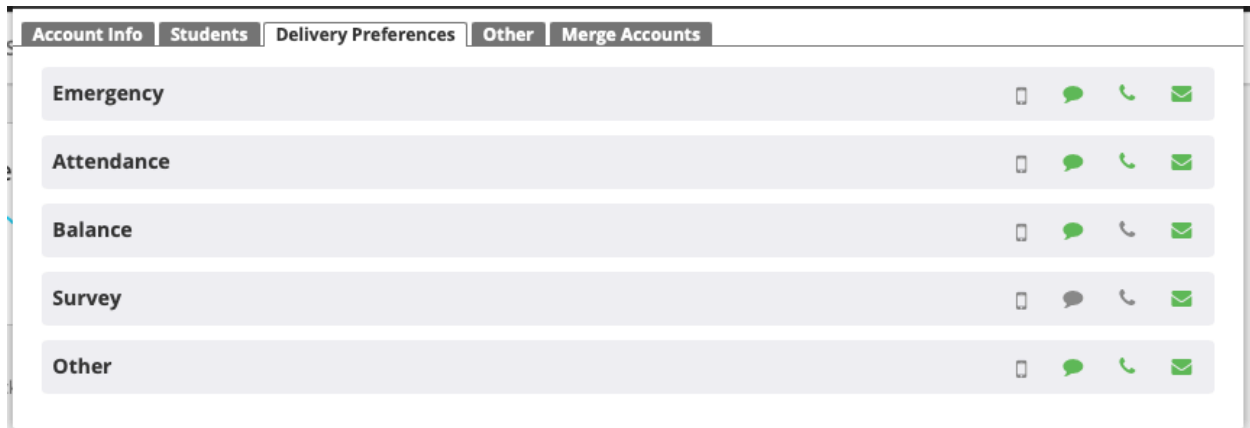 Account Info Students Delivery Preferences Other Merge Accounts
Emergency
Attendance
Balance
Survey
Other